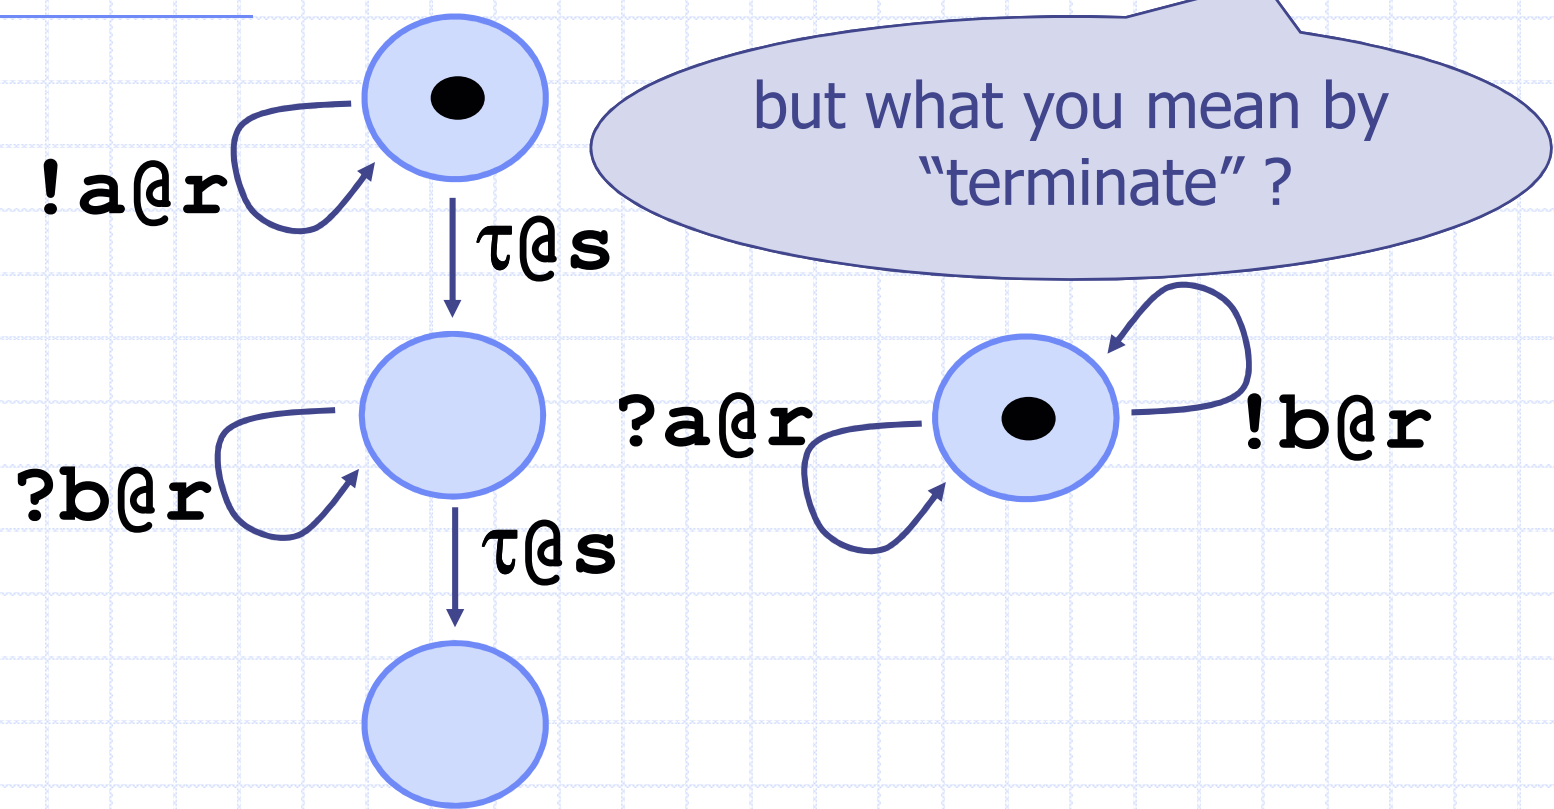 but what you mean by
“terminate” ?
!a@r
τ@s
?a@r
!b@r
?b@r
τ@s